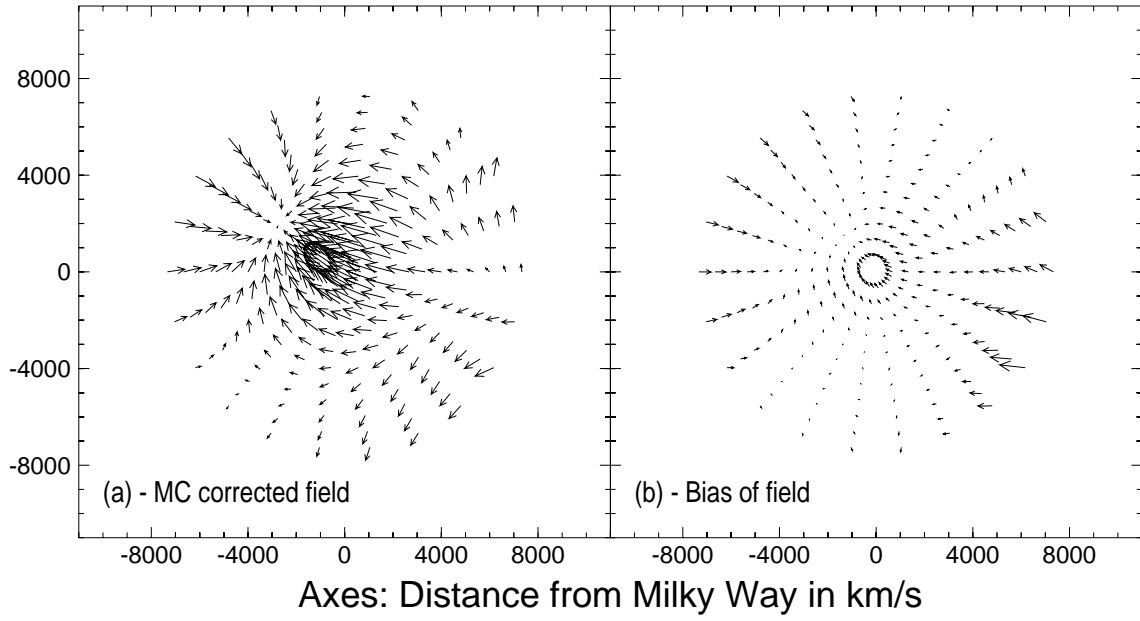 8000
4000
0
-4000
-8000
(a) - MC corrected field
(b) - Bias of field
-8000 -4000 0 4000 8000 -8000 -4000 0 4000 8000
Axes: Distance from Milky Way in km/s